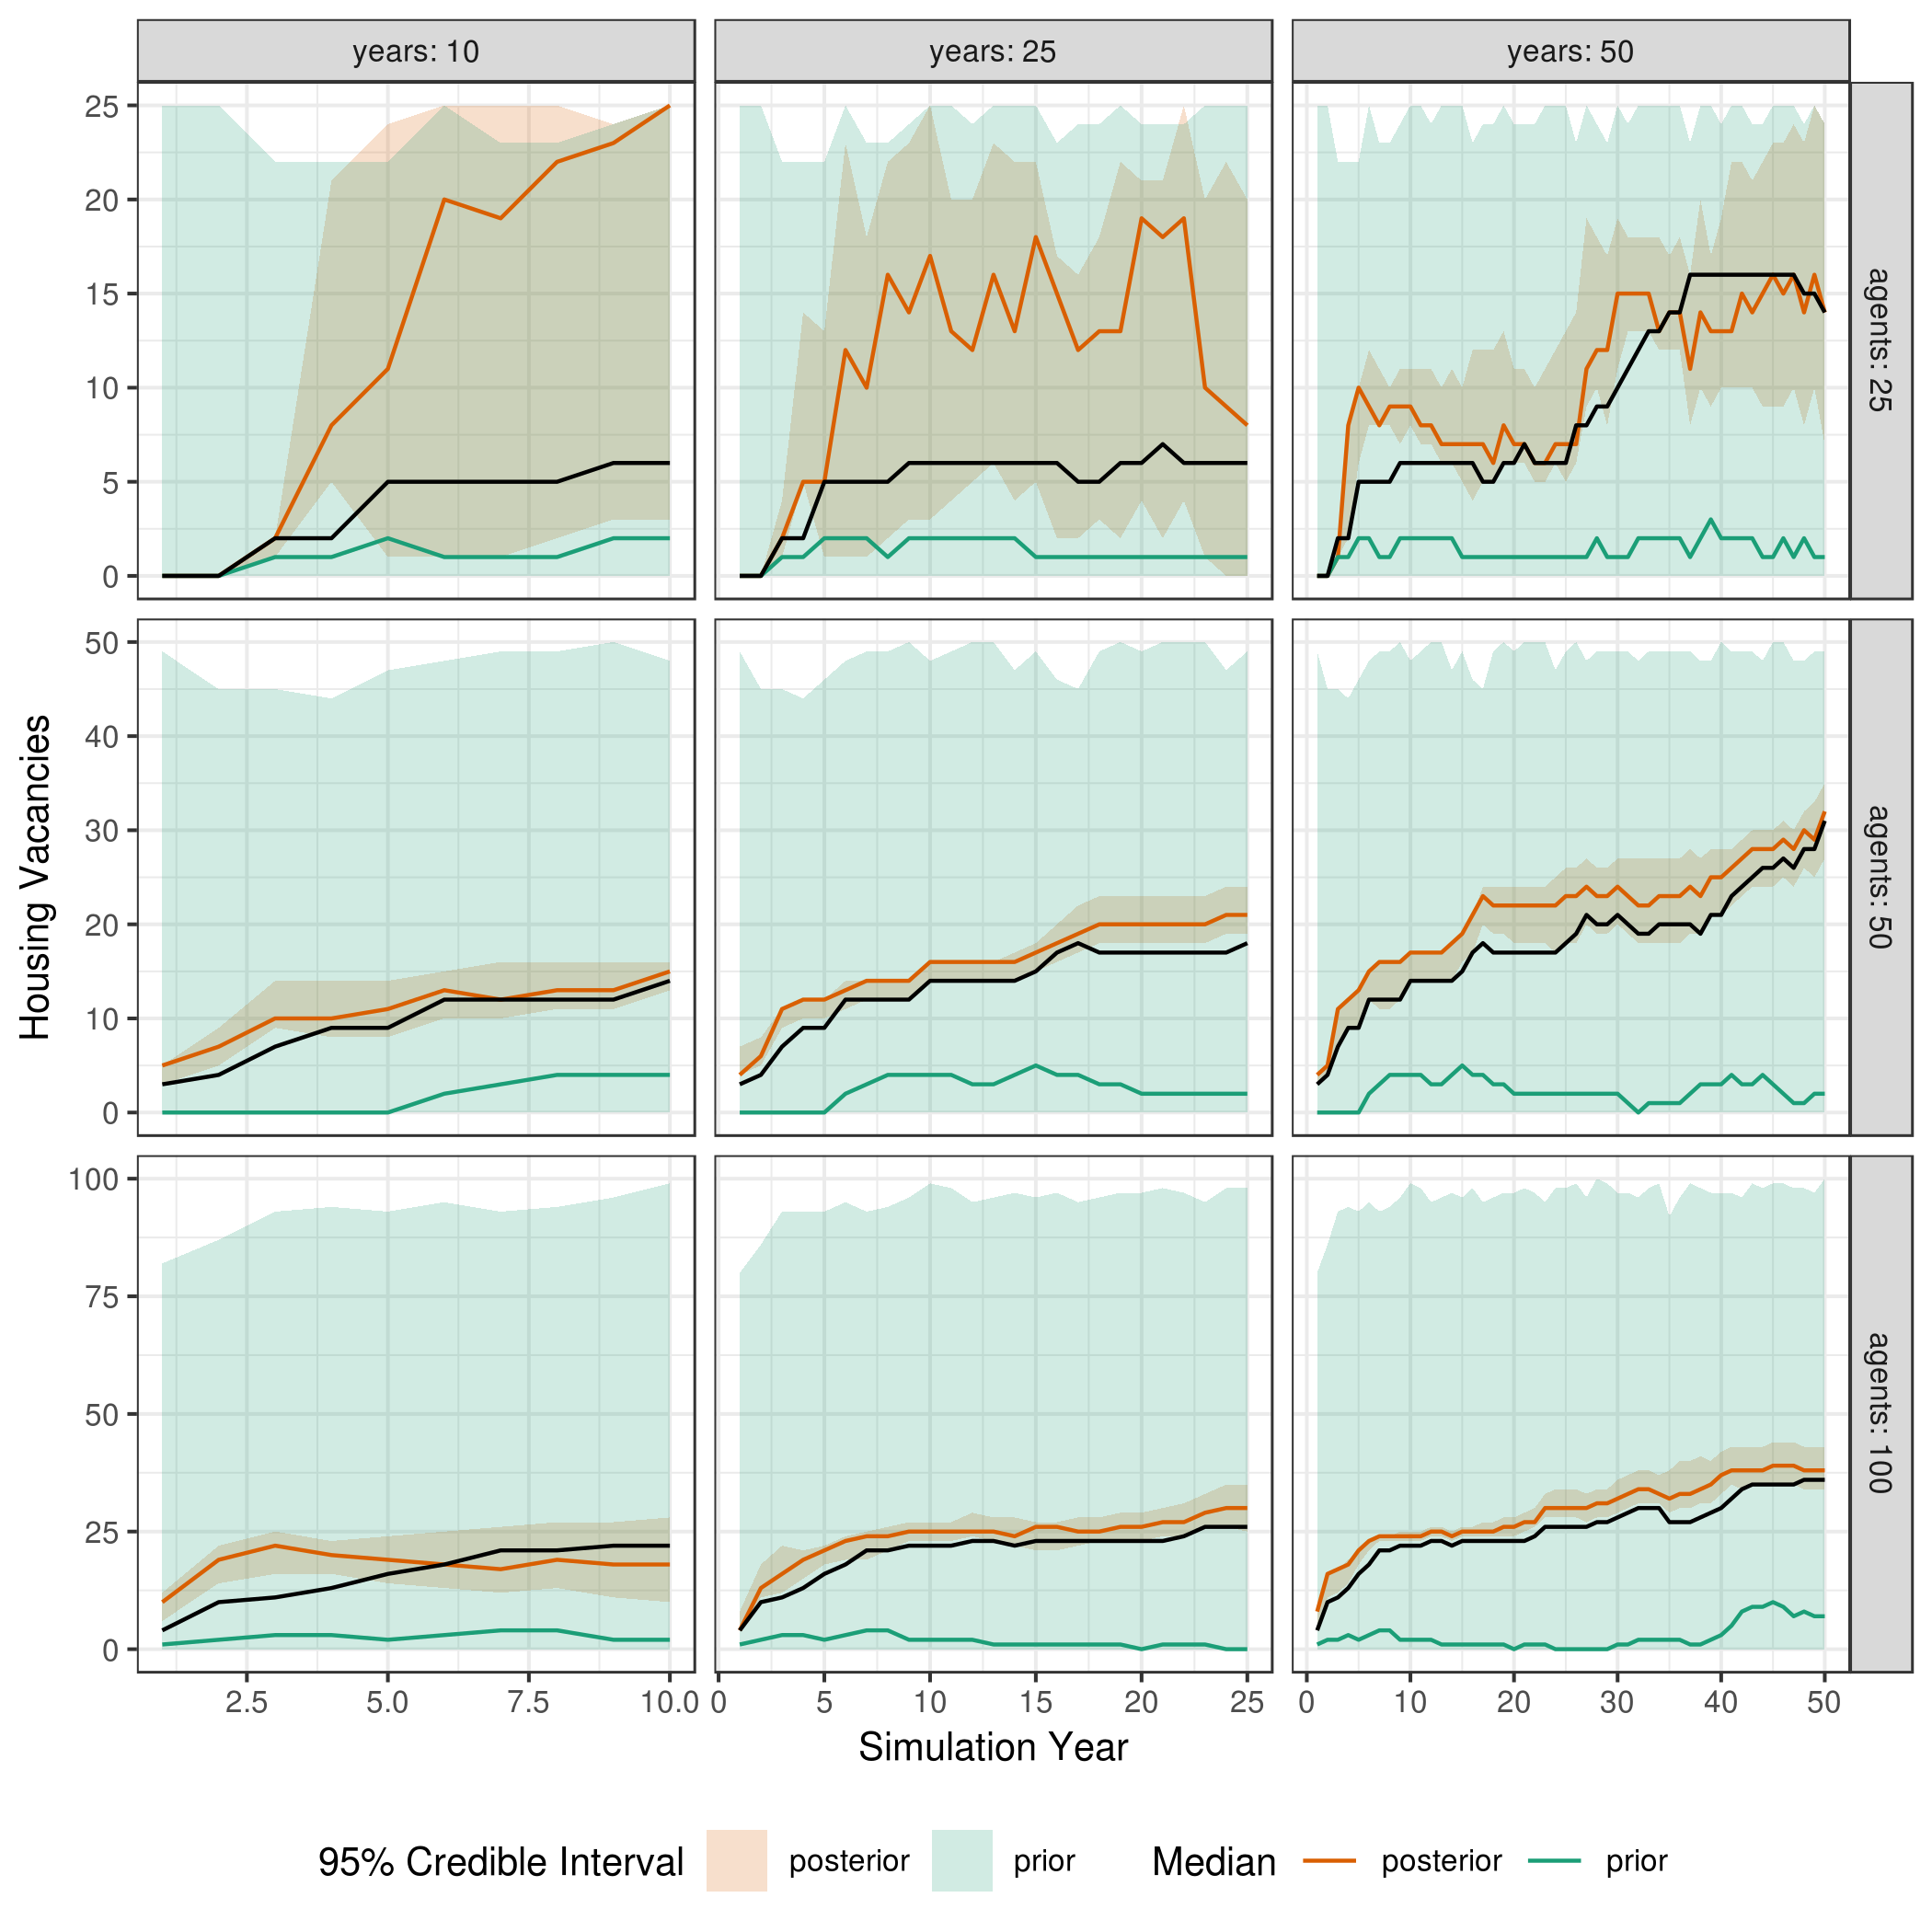 years: 10 years: 25 years: 50
25
20
15
10
5
0
agents: 25
50
40
30
20
10
0
agents: 50
100
75
50
25
0
agents: 100
Housing Vacancies
2.5 5.0 7.5 10.0 0 5 10 15 20 25 0 10 20 30 40 50
Simulation Year
95% Credible Interval posterior prior Median posterior prior